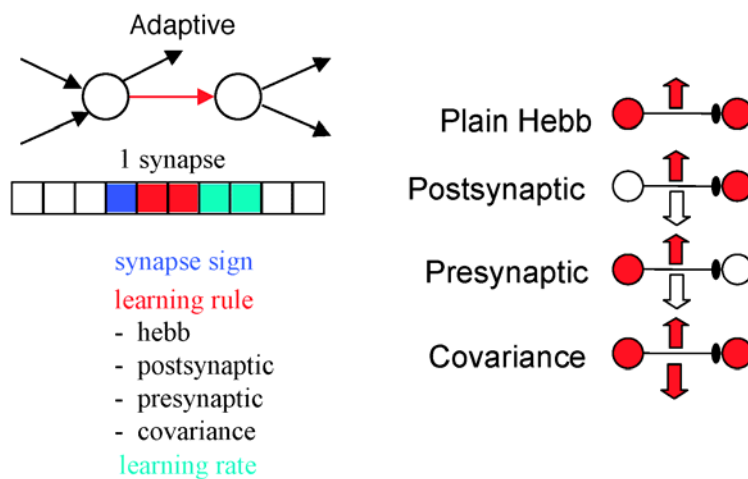 Adaptive
1 synapse
synapse sign
learning rule
- hebb
- postsynaptic
- presynaptic
- covariance
learning rate
Plain Hebb
Postsynaptic
Presynaptic
Covariance